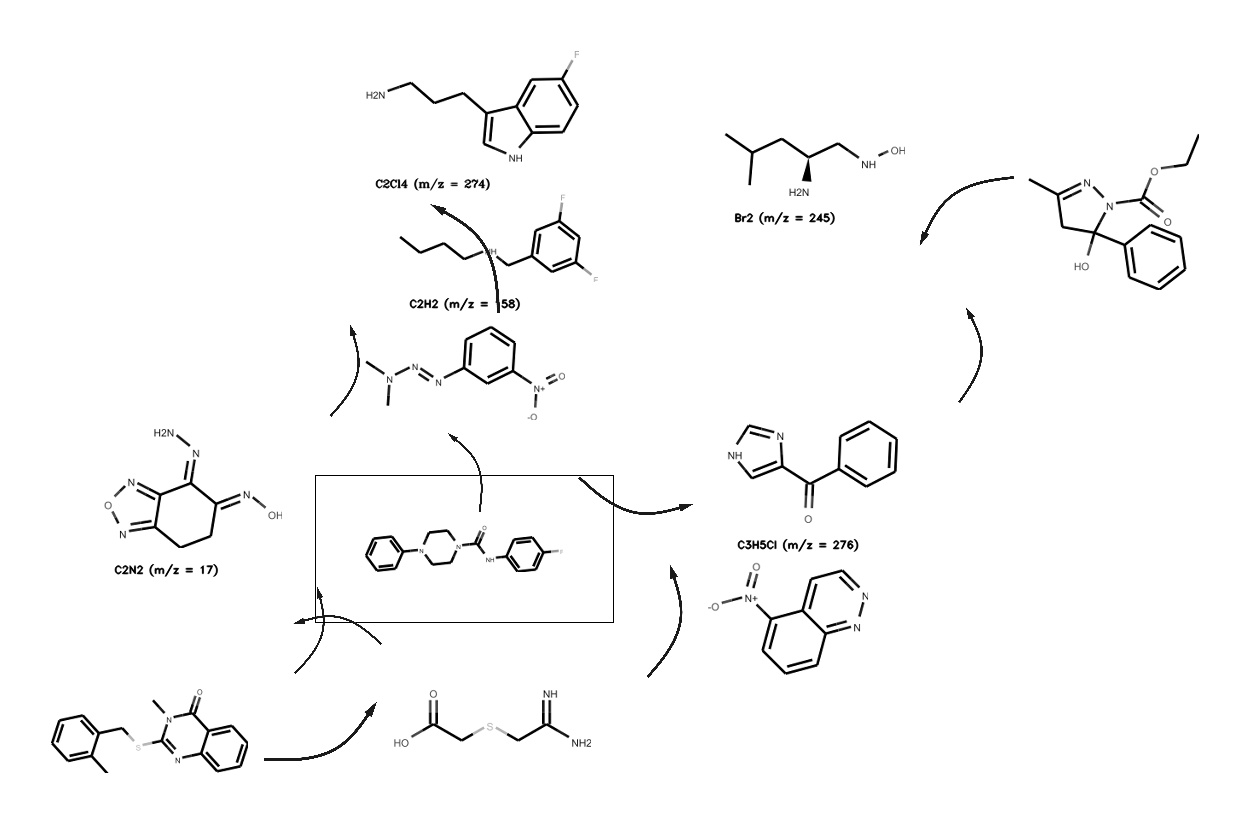 F
H2N
NH
C2Cl4 (m/z = 274)
F
F
C2H2 (m/z =
N
N
N
N+
O
-O
OH
NH
H2N
Br2 (m/z = 245)
O
N
N
O
HO
H2N
N
N
O
N
N
OH
C2N2 (m/z = 17)
O
N
N
NH
F
N
NH
O
C3H5Cl (m/z = 276)
O
N+
-O
N
N
O
N
S
N
O
NH
HO
S
NH2